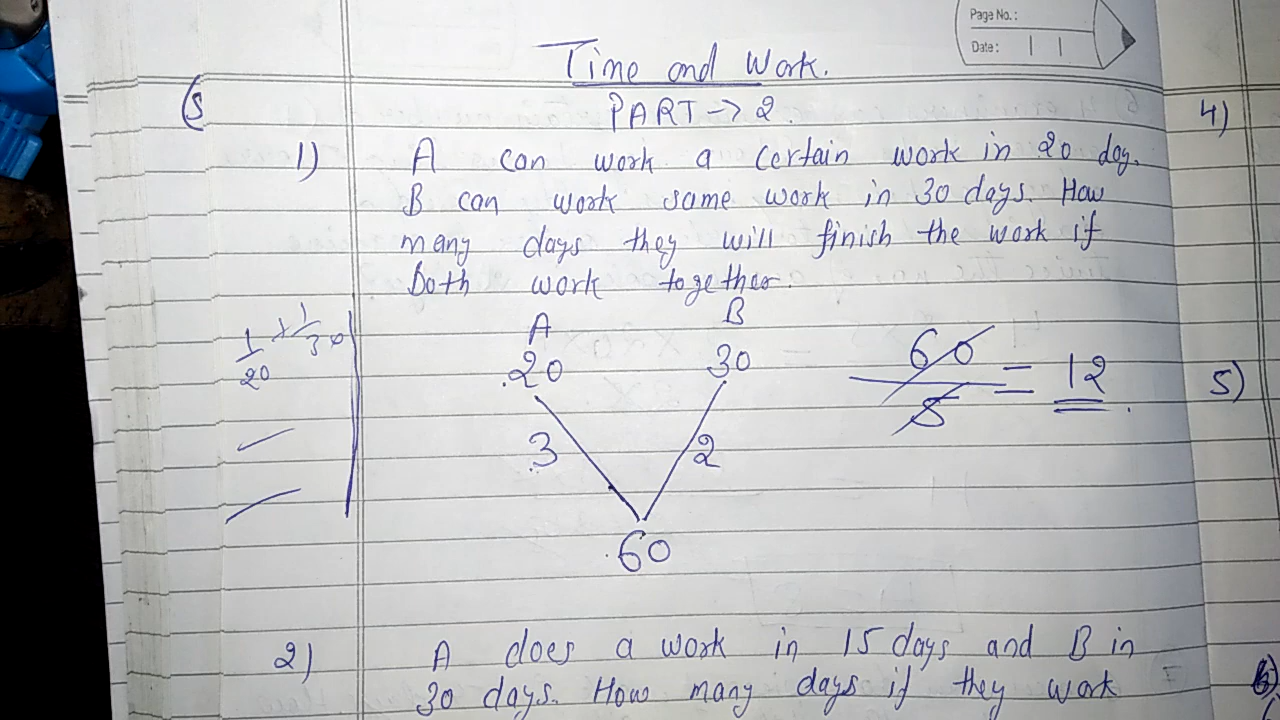 Page No.:
Date:
Time and Work.
PART → 2.
1) A can work a certain work in 20 day.
B can work same work in 30 days. How
many days they will finish the work if
both work together.
A B
20 30
3 2
60
60/5 = 12
1/20 + 1/30
2) A does a work in 15 days and B in
30 days. How many days if they work
4)
5)